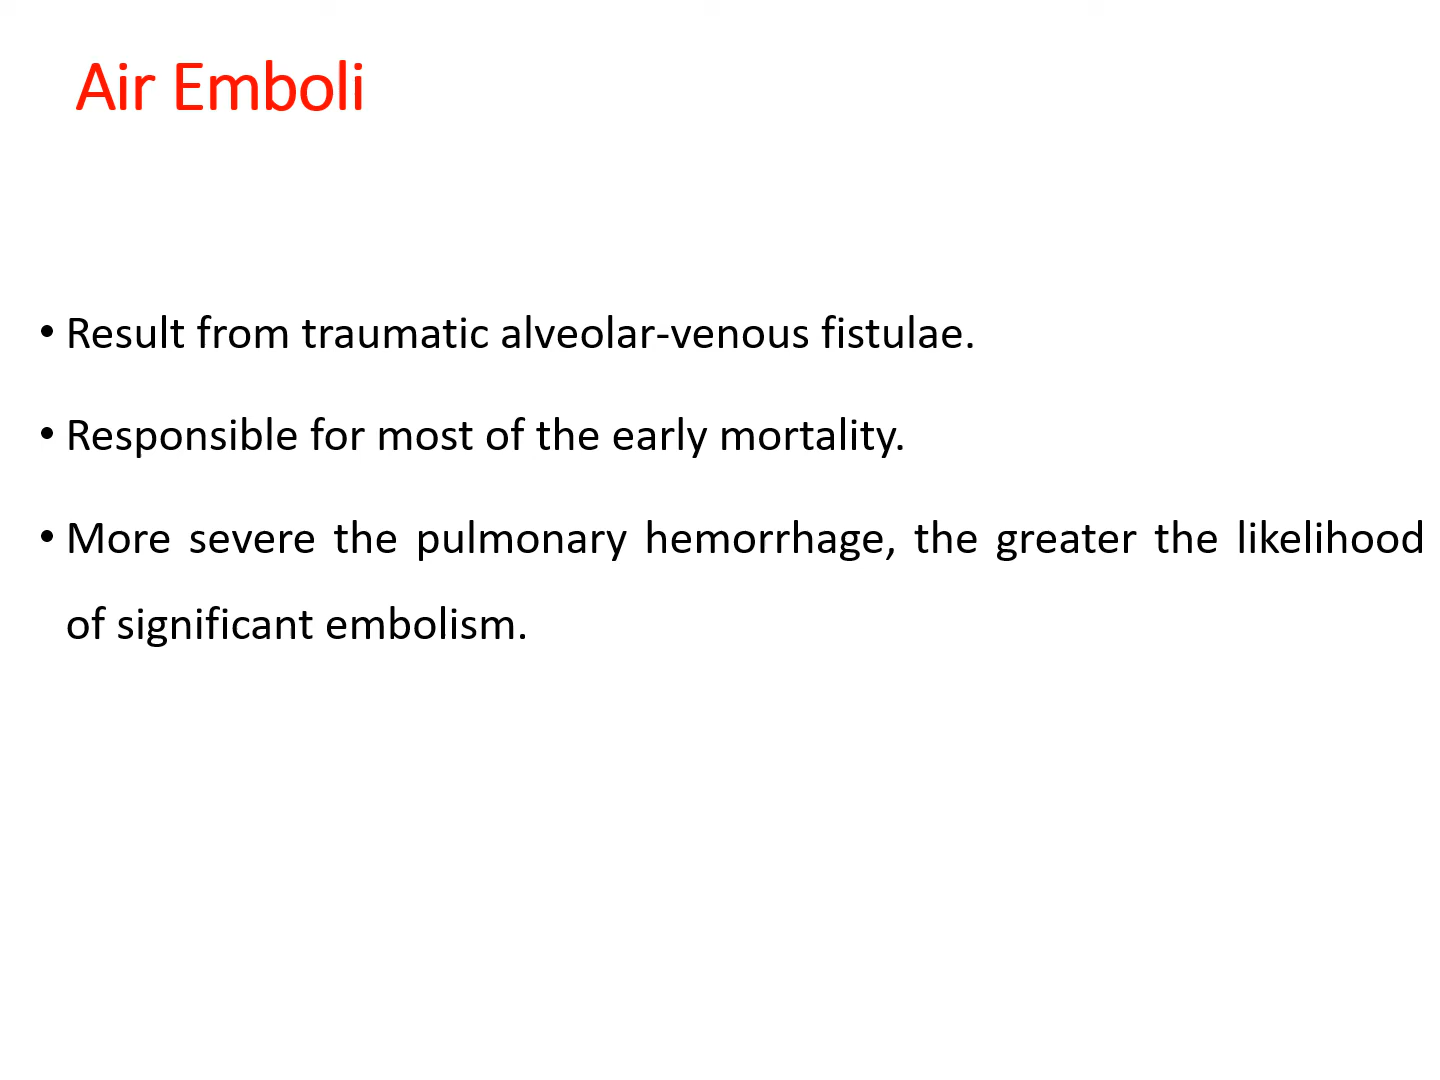 Air Emboli
• Result from traumatic alveolar-venous fistulae.
• Responsible for most of the early mortality.
• More severe the pulmonary hemorrhage, the greater the likelihood
of significant embolism.